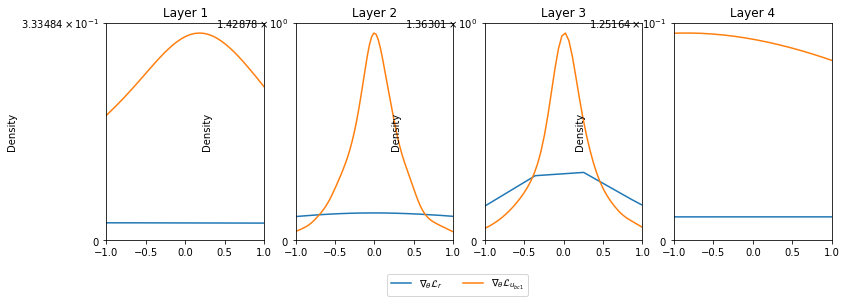 Layer 1
Layer 2
Layer 3
Layer 4
3.33484 × 10⁻¹
1.42878 × 10⁰
1.36301 × 10⁰
1.25164 × 10⁻¹
Density
Density
Density
Density
0
0
0
0
−1.0 −0.5 0.0 0.5 1.0
−1.0 −0.5 0.0 0.5 1.0
−1.0 −0.5 0.0 0.5 1.0
−1.0 −0.5 0.0 0.5 1.0
∇θℒr
∇θℒu_bc1